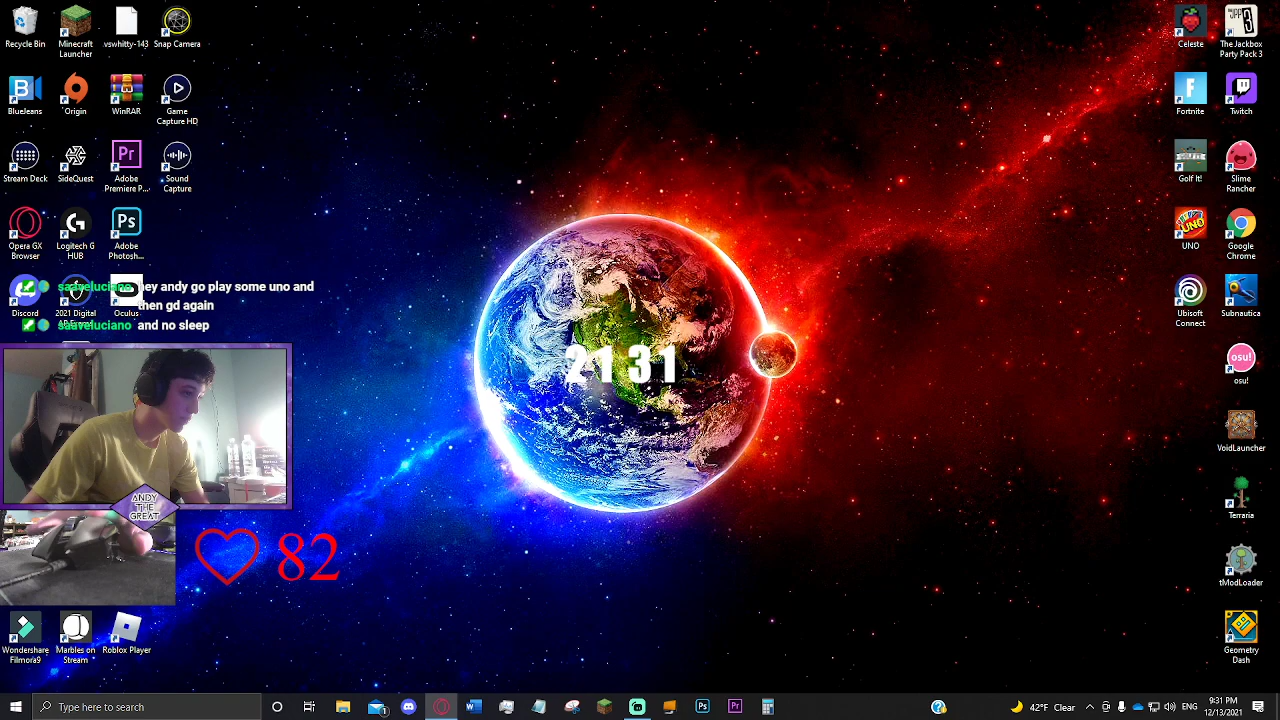 Recycle Bin
Minecraft
Launcher
.vswhitty-143
Snap Camera
BlueJeans
Origin
WinRAR
Game
Capture HD
Stream Deck
SideQuest
Adobe
Premiere P...
Sound
Capture
Opera GX
Browser
Logitech G
HUB
Adobe
Photosh...
Discord
2021 Digital
Oculus
saaveluciano hey andy go play some uno and
then gd again
saaveluciano and no sleep
ANDY
THE
GREAT
82
21 31
Wondershare
Filmora9
Marbles on
Stream
Roblox Player
Celeste
The Jackbox
Party Pack 3
Fortnite
Twitch
Golf It!
Slime
Rancher
UNO
Google
Chrome
Ubisoft
Connect
Subnautica
osu!
osu!
VoidLauncher
Terraria
tModLoader
Geometry
Dash
Type here to search
42°F Clear
ENG
9:31 PM
12/13/2021